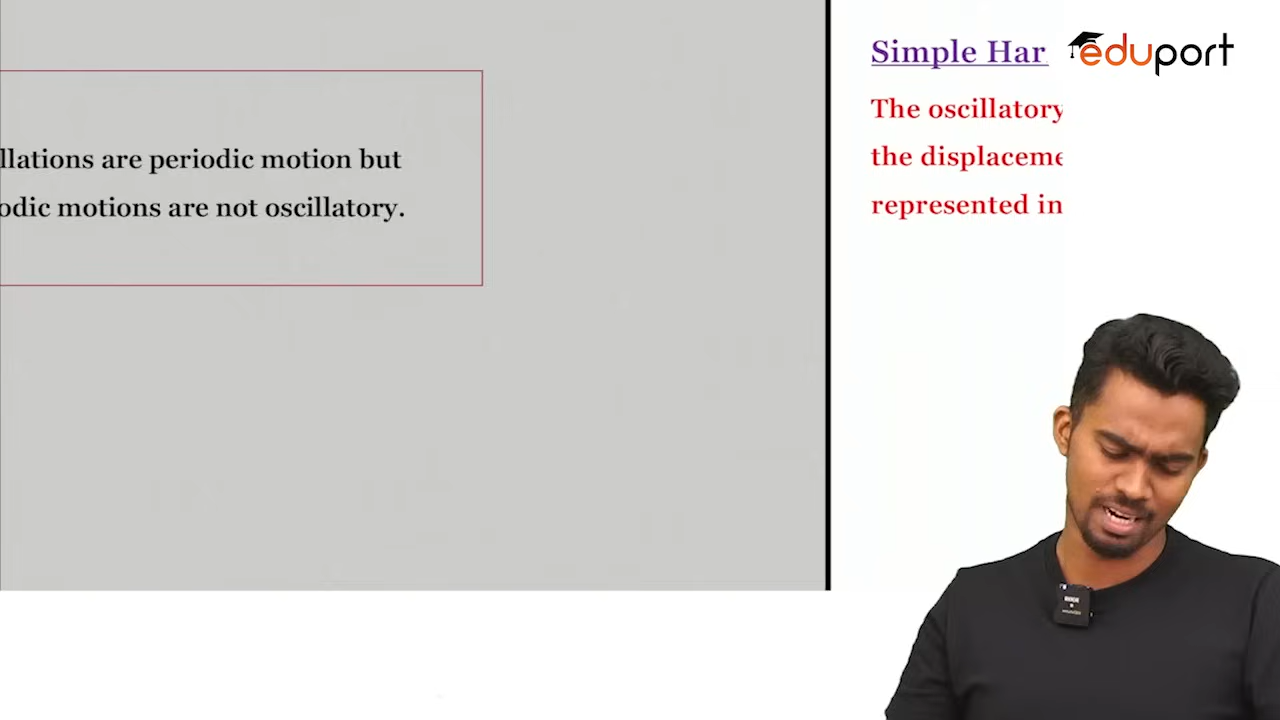 llations are periodic motion but
odic motions are not oscillatory.
Simple Har
The oscillatory
the displaceme
represented in
eduport